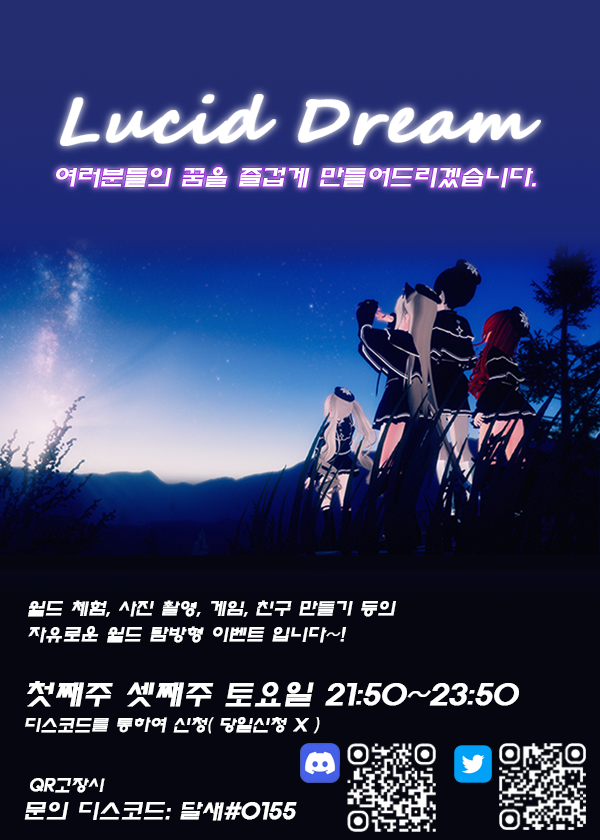 Lucid Dream
여러분들의 꿈을 즐겁게 만들어드리겠습니다.
월드 체험, 사진 촬영, 게임, 친구 만들기 등의
자유로운 월드 탐방형 이벤트 입니다~!
첫째주 셋째주 토요일 21:50~23:50
디스코드를 통하여 신청( 당일신청 X )
QR고장시
문의 디스코드: 달새#0155